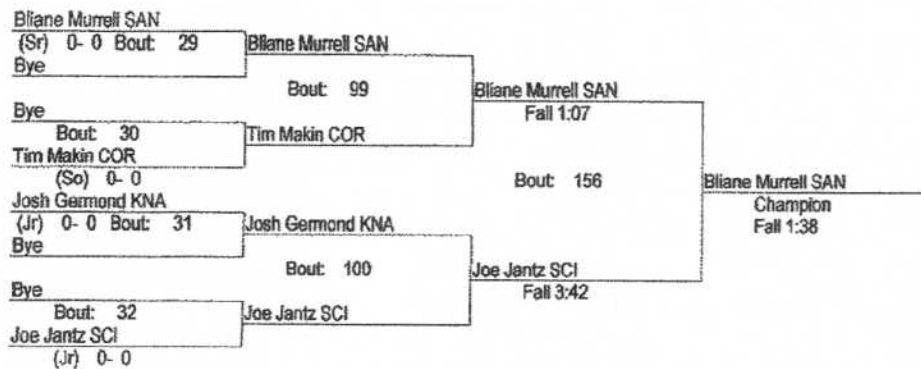 Bliane Murrell SAN
(Sr) 0- 0 Bout: 29
Bye
Bliane Murrell SAN
Bout: 99
Bye
Bout: 30
Tim Makin COR
(So) 0- 0
Tim Makin COR
Bliane Murrell SAN
Fall 1:07
Bout: 156
Josh Germond KNA
(Jr) 0- 0 Bout: 31
Bye
Josh Germond KNA
Bout: 100
Bye
Bout: 32
Joe Jantz SCI
(Jr) 0- 0
Joe Jantz SCI
Joe Jantz SCI
Fall 3:42
Bliane Murrell SAN
Champion
Fall 1:38